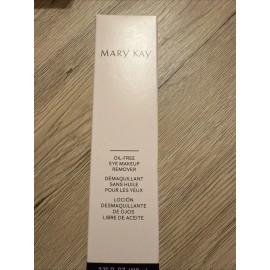 MARY KAY
OIL-FREE
EYE MAKEUP
REMOVER
DÉMAQUILLANT
SANS HUILE
POUR LES YEUX
LOCIÓN
DESMAQUILLANTE
DE OJOS
LIBRE DE ACEITE